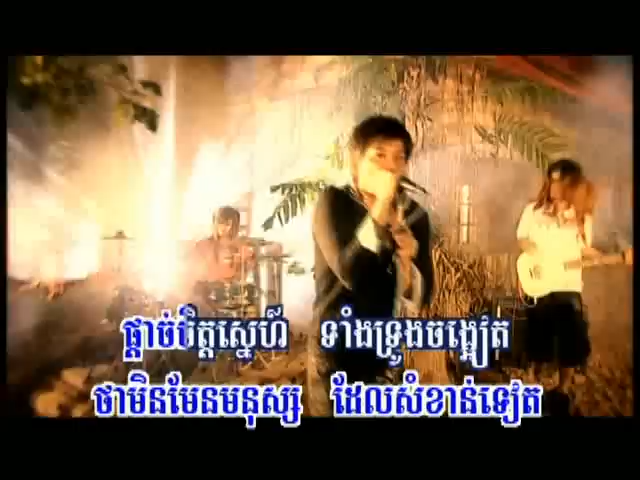 ផ្ដាច់ចិត្តស្នេហ៍ ទាំងទ្រូងចង្អៀត
ថាមិនមែនមនុស្ស ដែលសំខាន់ទៀត